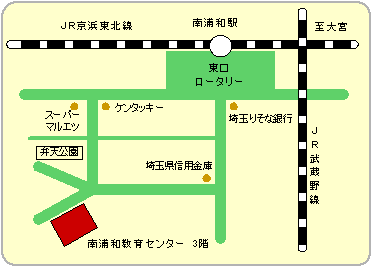 JR京浜東北線
南浦和駅
至大宮
東口
ロータリー
スーパー
マルエツ
ケンタッキー
埼玉りそな銀行
弁天公園
埼玉県信用金庫
JR武蔵野線
南浦和教育センター 3階